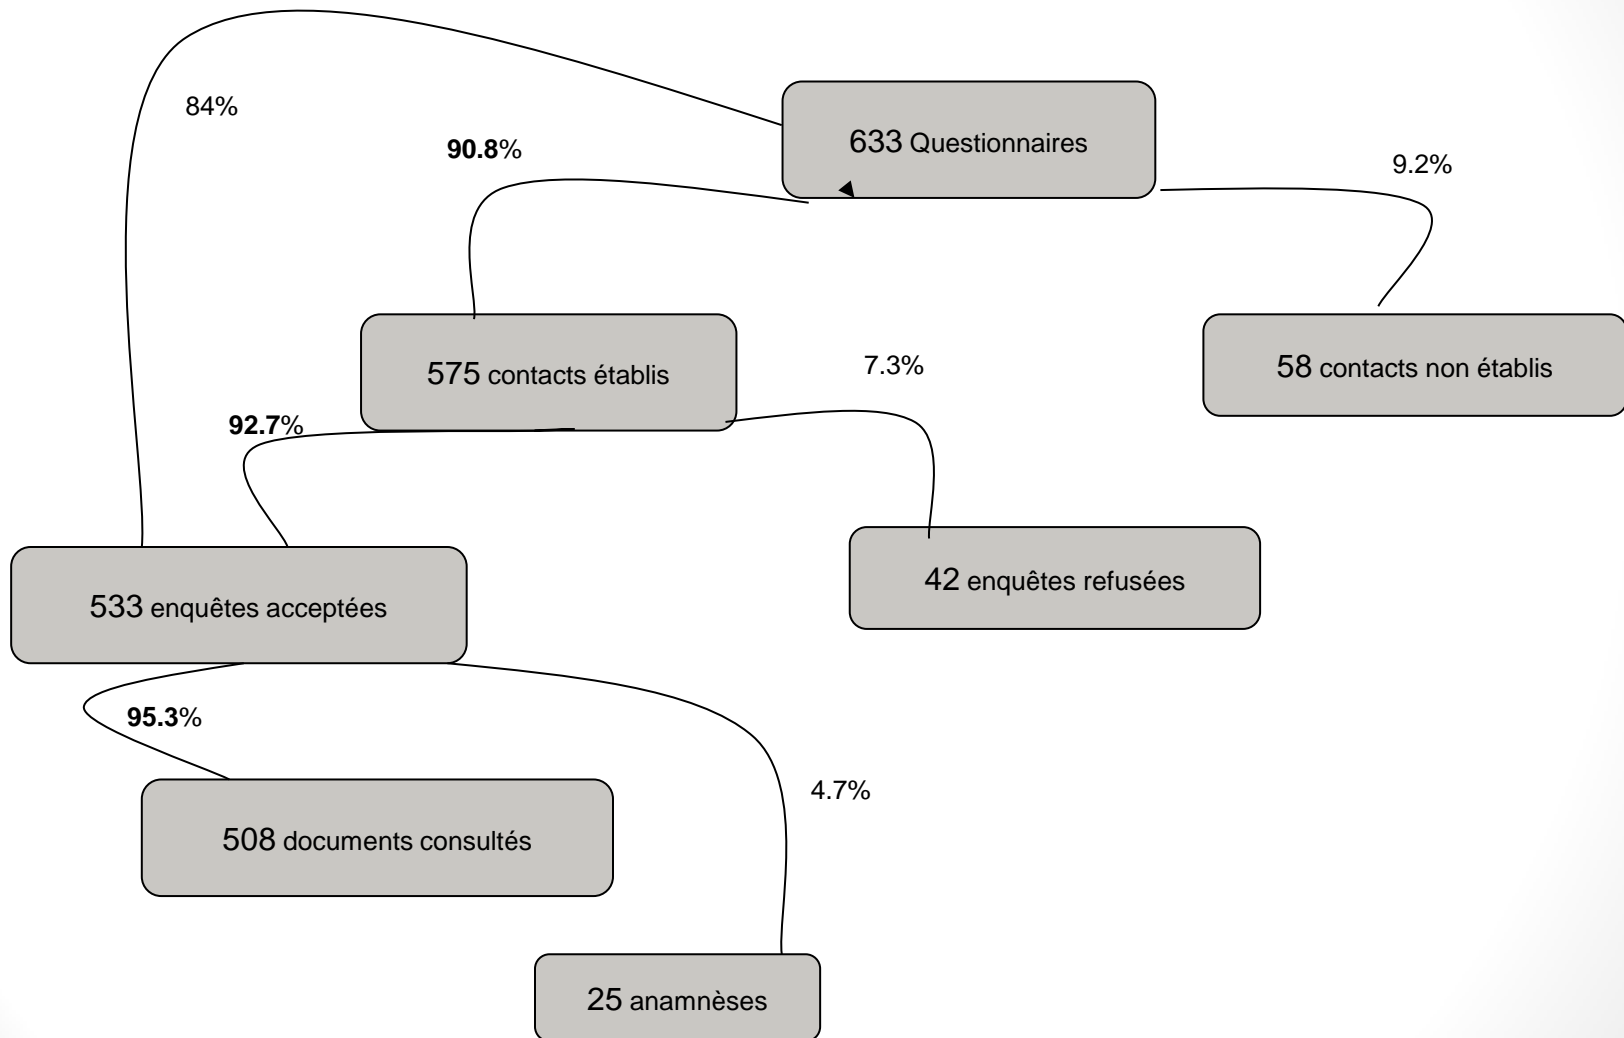 84%
633 Questionnaires
90.8%
9.2%
575 contacts établis
7.3%
58 contacts non établis
92.7%
42 enquêtes refusées
533 enquêtes acceptées
95.3%
4.7%
508 documents consultés
25 anamnèses